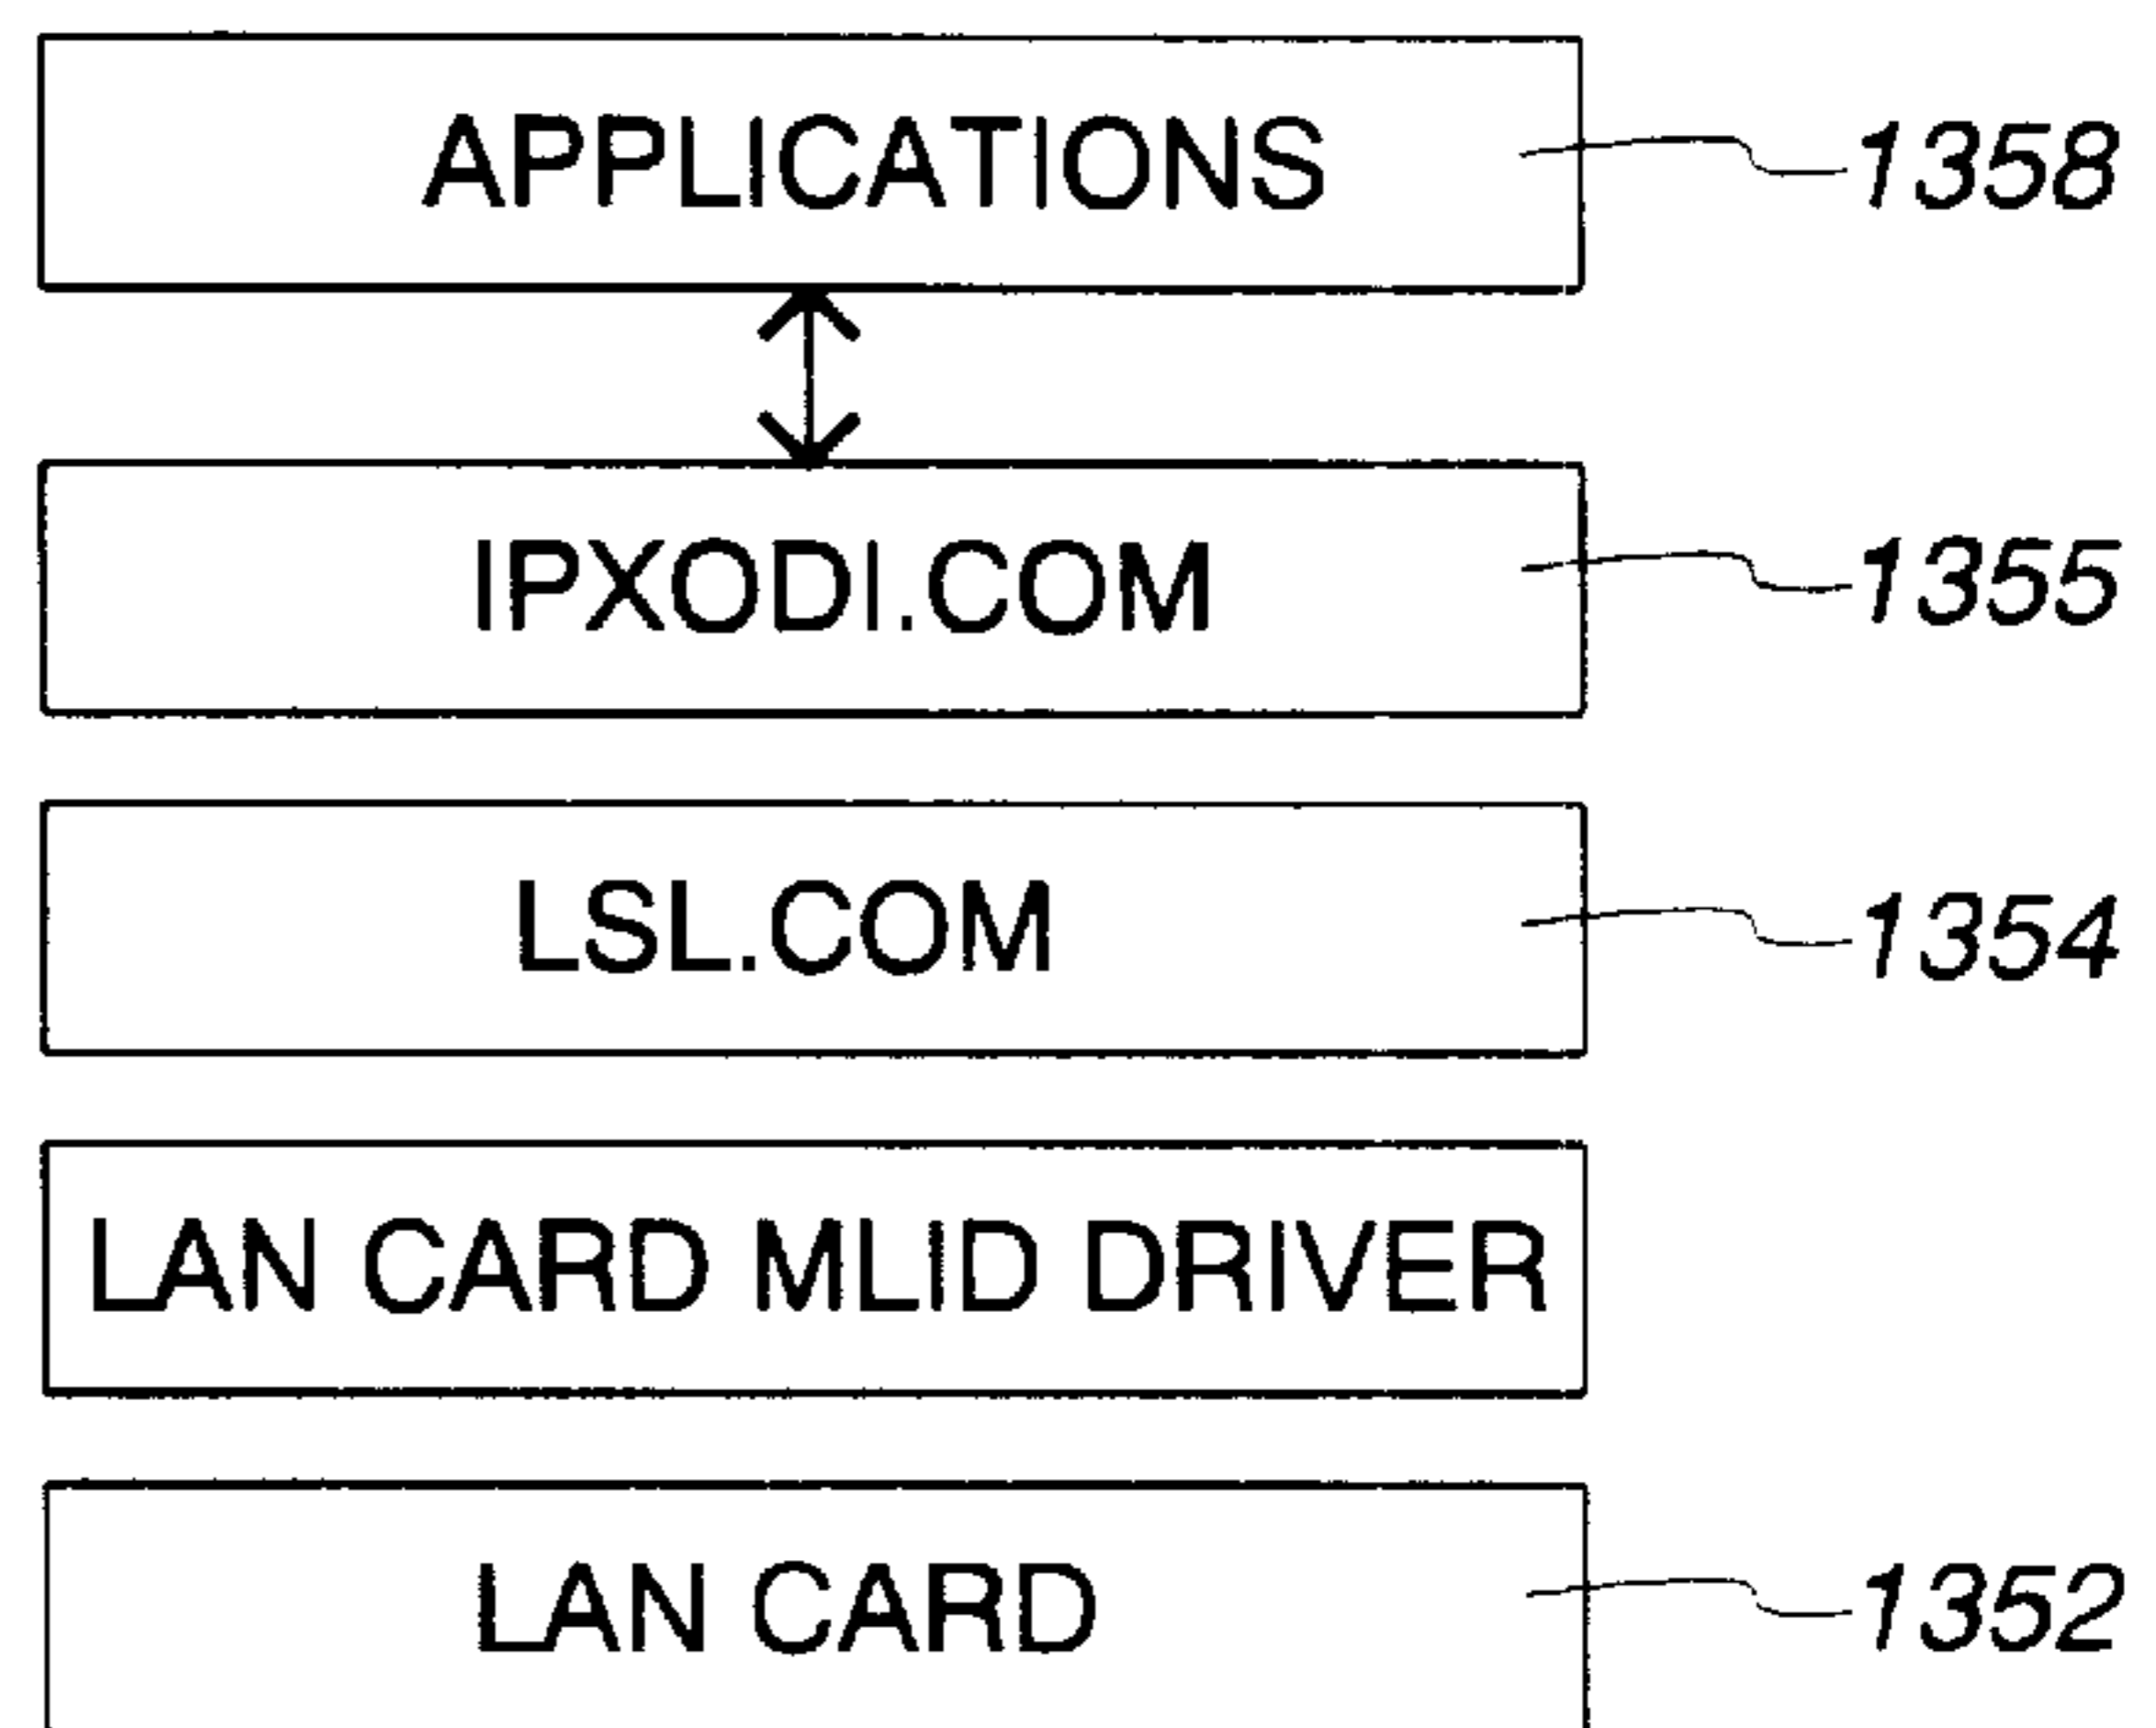 APPLICATIONS 1358
IPXODI.COM 1355
LSL.COM 1354
LAN CARD MLID DRIVER
LAN CARD 1352